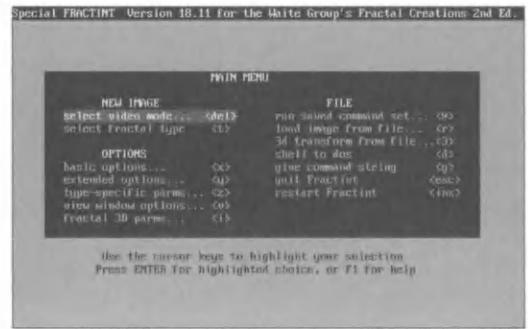 Special FRACTINT Version 18.11 for the Waite Group's Fractal Creations 2nd Ed.
MAIN MENU
NEW IMAGE
select video mode... <del>
select fractal type <t>
OPTIONS
basic options... <x>
extended options... <y>
type-specific parms... <z>
view window options... <v>
fractal 3D parms... <i>
FILE
run saved command set... <@>
load image from file... <r>
3d transform from file... <3>
shell to dos <d>
give command string <g>
quit Fractint <esc>
restart Fractint <ins>
Use the cursor keys to highlight your selection
Press ENTER for highlighted choice, or F1 for help